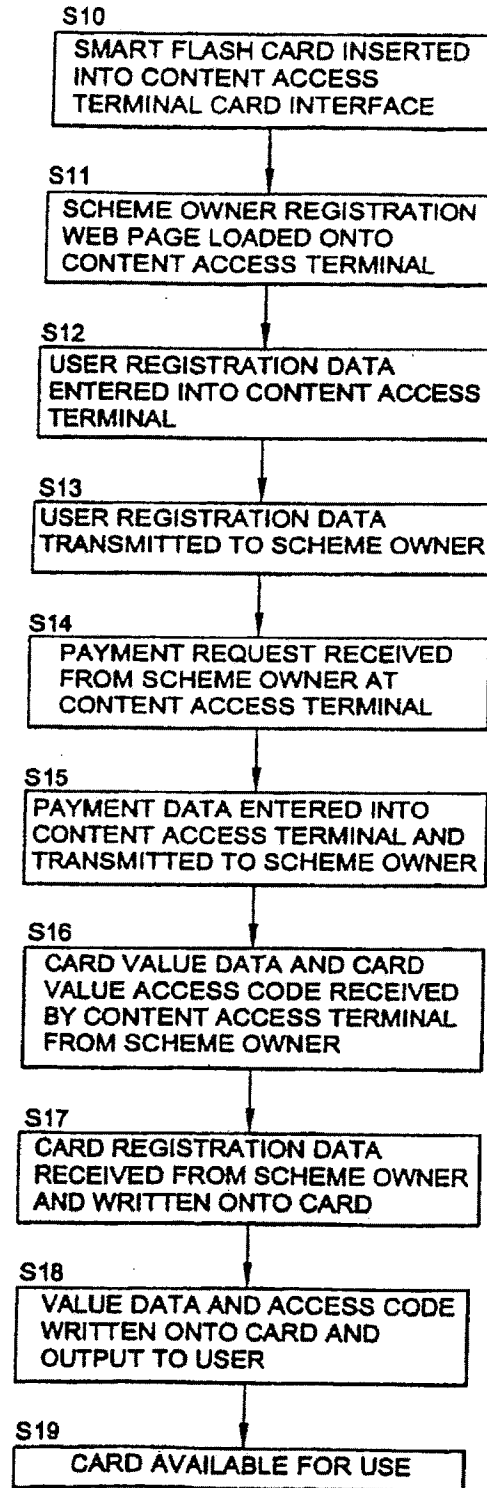 S10
SMART FLASH CARD INSERTED
INTO CONTENT ACCESS
TERMINAL CARD INTERFACE
S11
SCHEME OWNER REGISTRATION
WEB PAGE LOADED ONTO
CONTENT ACCESS TERMINAL
S12
USER REGISTRATION DATA
ENTERED INTO CONTENT ACCESS
TERMINAL
S13
USER REGISTRATION DATA
TRANSMITTED TO SCHEME OWNER
S14
PAYMENT REQUEST RECEIVED
FROM SCHEME OWNER AT
CONTENT ACCESS TERMINAL
S15
PAYMENT DATA ENTERED INTO
CONTENT ACCESS TERMINAL AND
TRANSMITTED TO SCHEME OWNER
S16
CARD VALUE DATA AND CARD
VALUE ACCESS CODE RECEIVED
BY CONTENT ACCESS TERMINAL
FROM SCHEME OWNER
S17
CARD REGISTRATION DATA
RECEIVED FROM SCHEME OWNER
AND WRITTEN ONTO CARD
S18
VALUE DATA AND ACCESS CODE
WRITTEN ONTO CARD AND
OUTPUT TO USER
S19
CARD AVAILABLE FOR USE